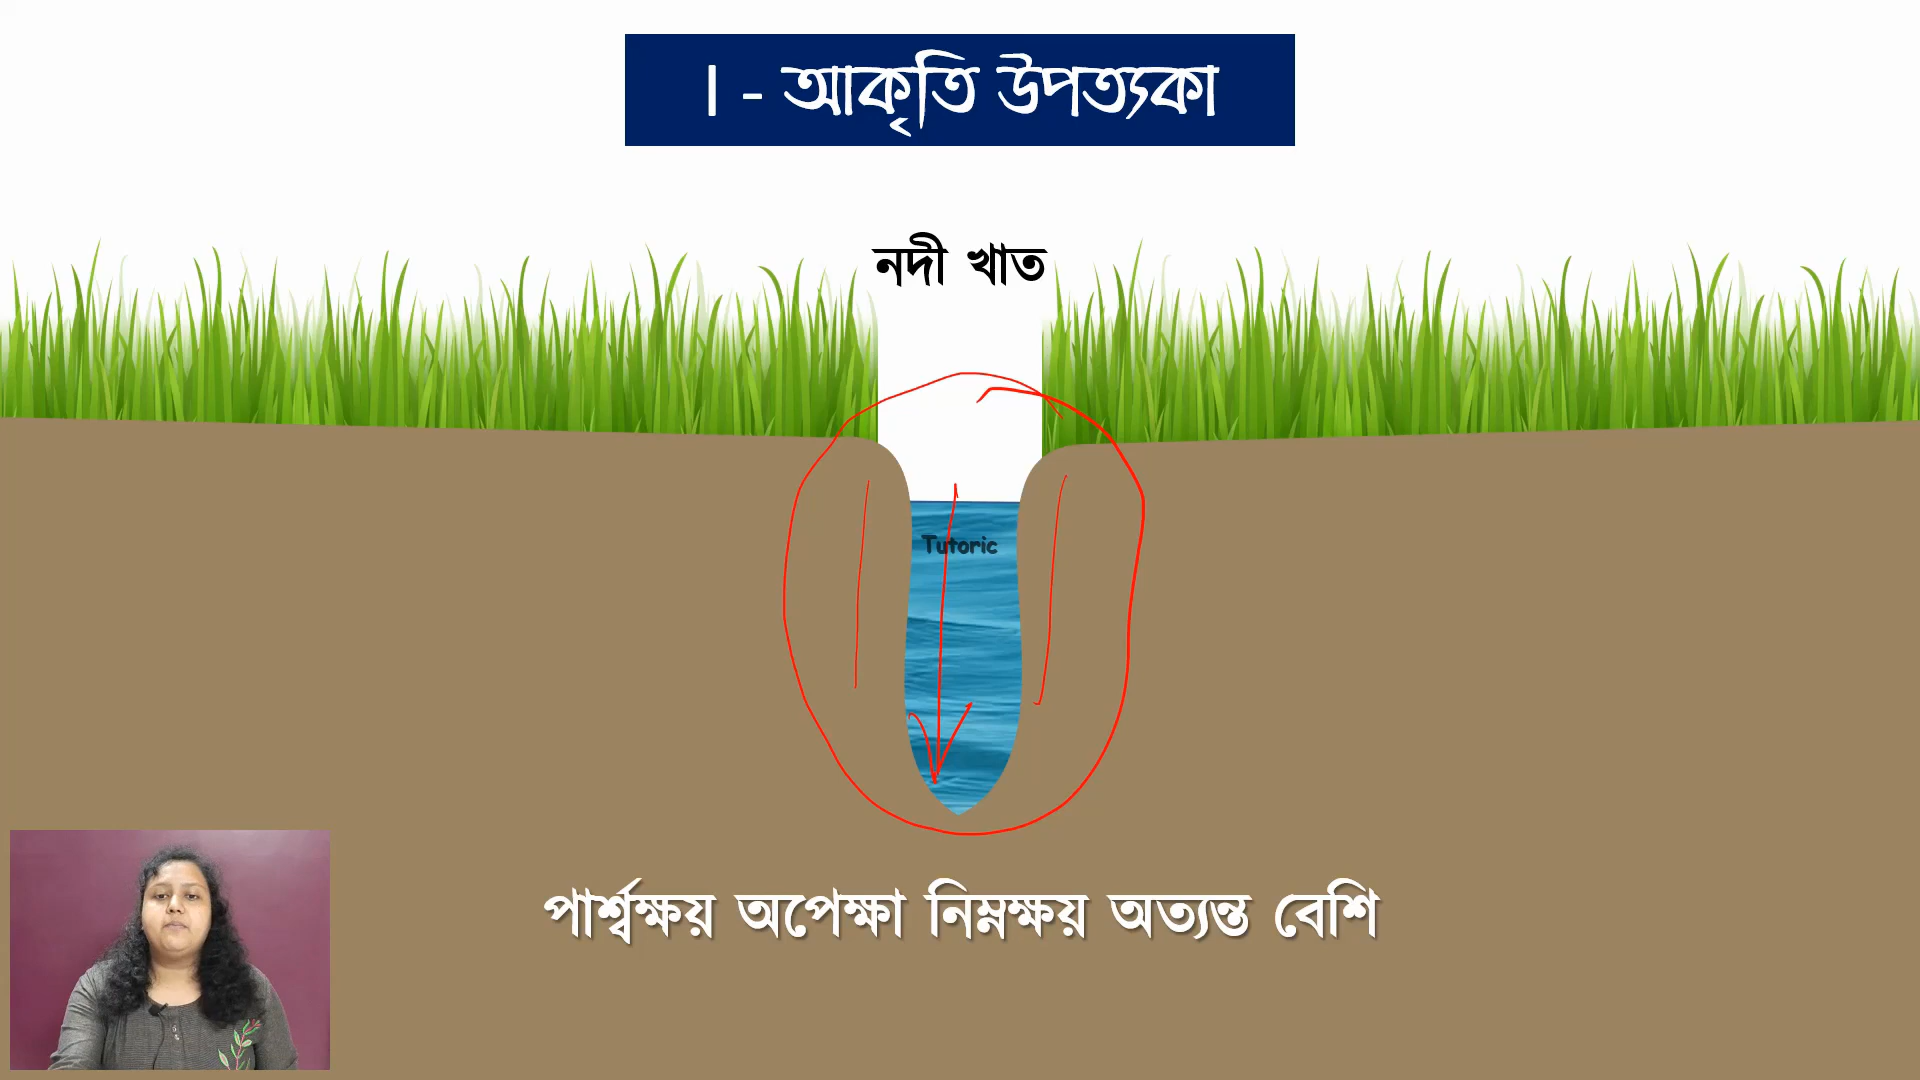 I - আকৃতি উপত্যকা
নদী খাত
Tutoric
পার্শ্বক্ষয় অপেক্ষা নিম্নক্ষয় অত্যন্ত বেশি